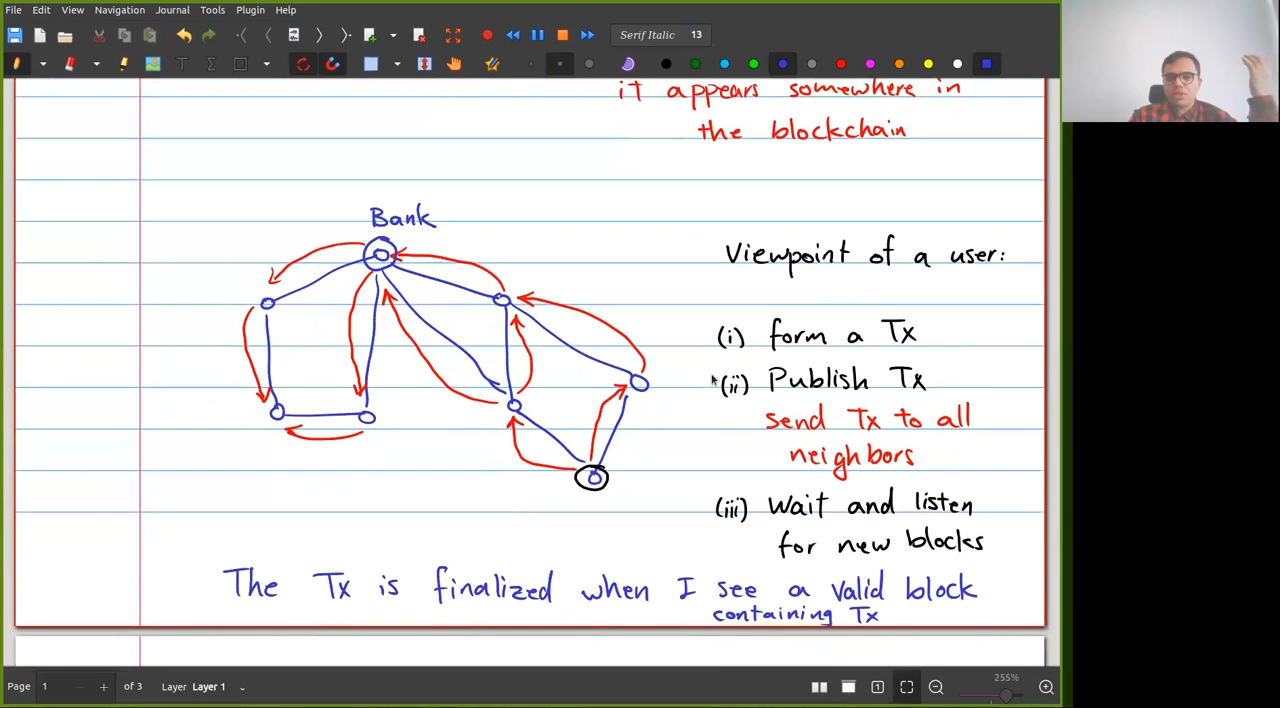 File Edit View Navigation Journal Tools Plugin Help
Serif Italic 13
it appears somewhere in
the blockchain
Bank
Viewpoint of a user:
(i) form a Tx
(ii) Publish Tx
send Tx to all
neighbors
(iii) Wait and listen
for new blocks
The Tx is finalized when I see a valid block
containing Tx
Page 1 of 3 Layer Layer 1
1
255%